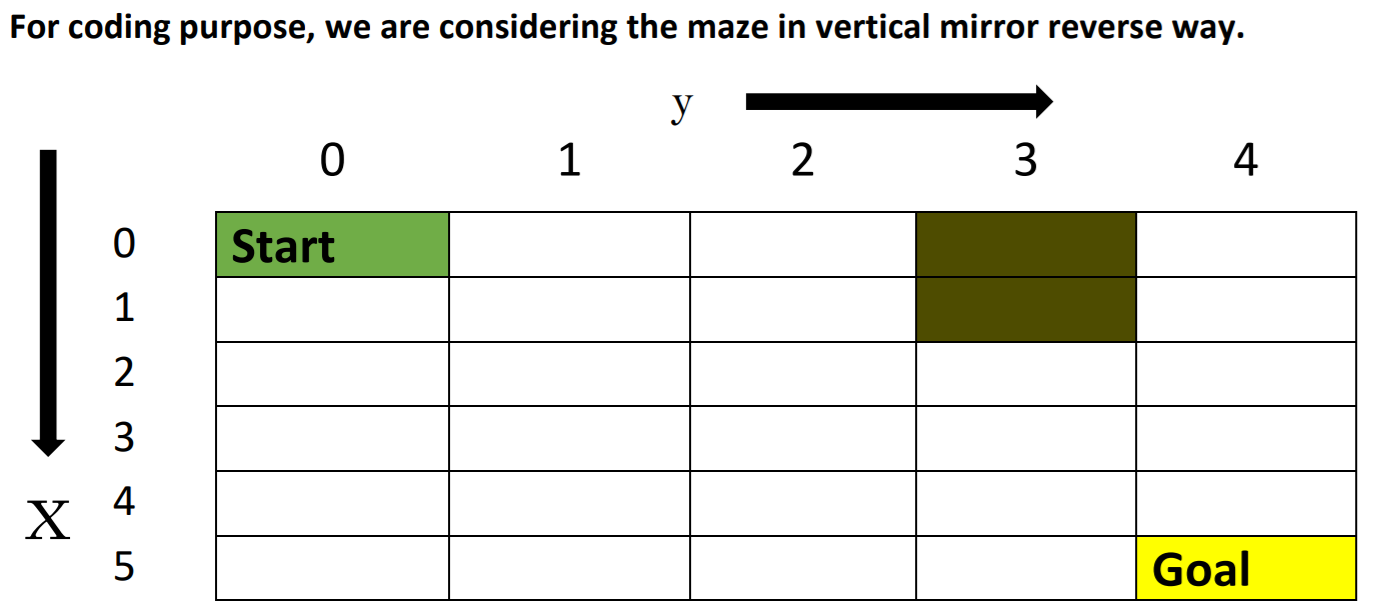 For coding purpose, we are considering the maze in vertical mirror reverse way.
y
0 1 2 3 4
0 Start
1
2
3
4
X
5 Goal